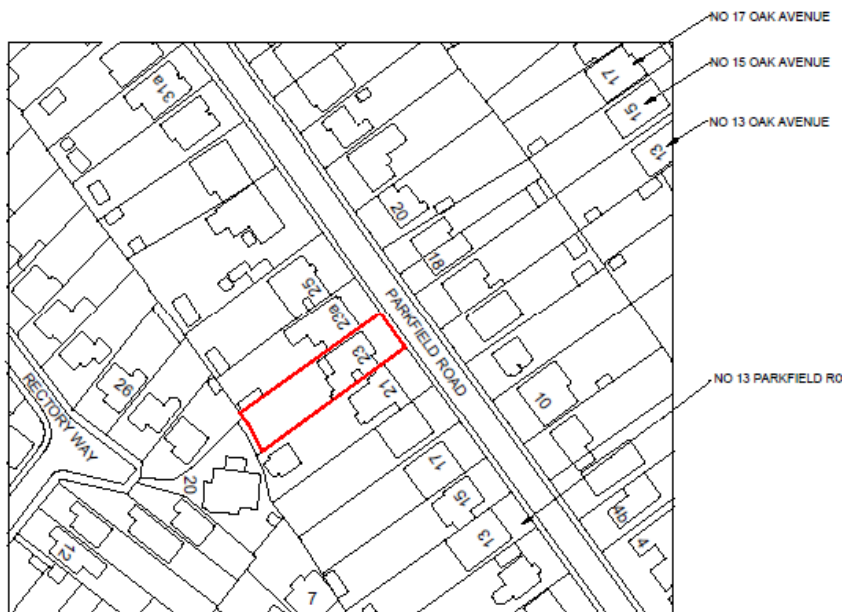 NO 17 OAK AVENUE
NO 15 OAK AVENUE
NO 13 OAK AVENUE
17
15
13
31a
20
18
25
23a
PARKFIELD ROAD
23
21
NO 13 PARKFIELD RO
26
RECTORY WAY
10
17
20
15
13
4b
4
12
7